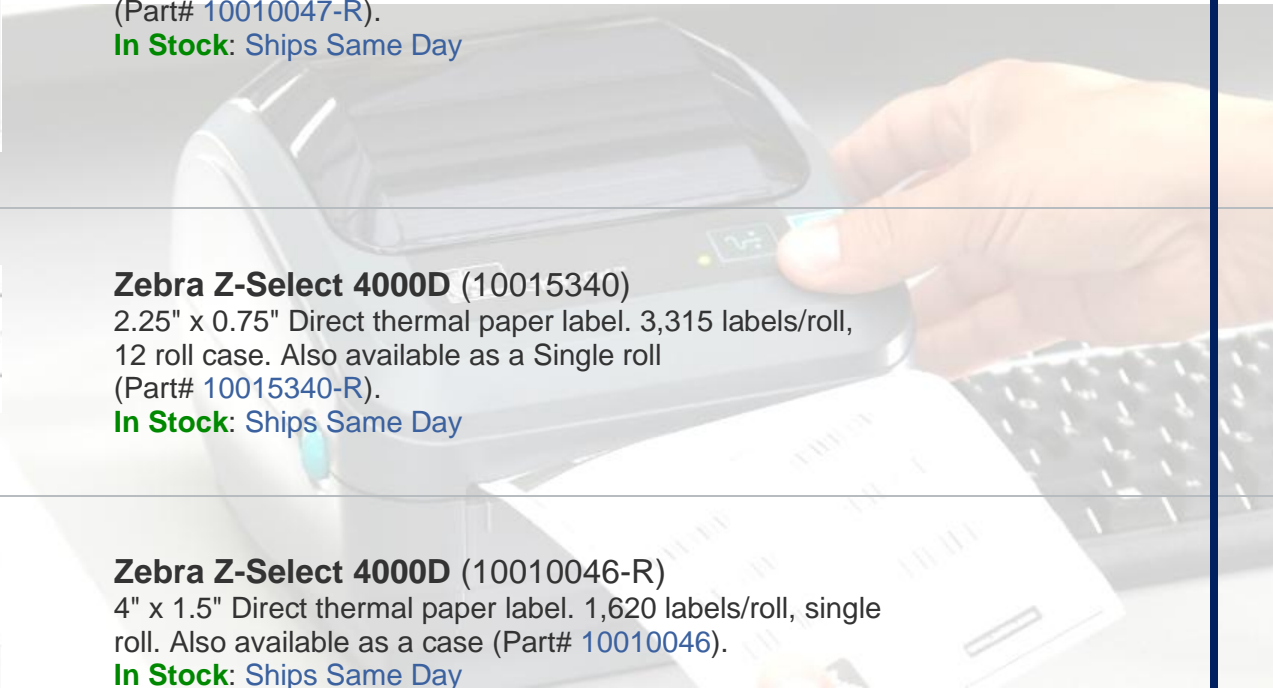 (Part# 10010047-R).
In Stock: Ships Same Day
Zebra Z-Select 4000D (10015340)
2.25" x 0.75" Direct thermal paper label. 3,315 labels/roll,
12 roll case. Also available as a Single roll
(Part# 10015340-R).
In Stock: Ships Same Day
Zebra Z-Select 4000D (10010046-R)
4" x 1.5" Direct thermal paper label. 1,620 labels/roll, single
roll. Also available as a case (Part# 10010046).
In Stock: Ships Same Day